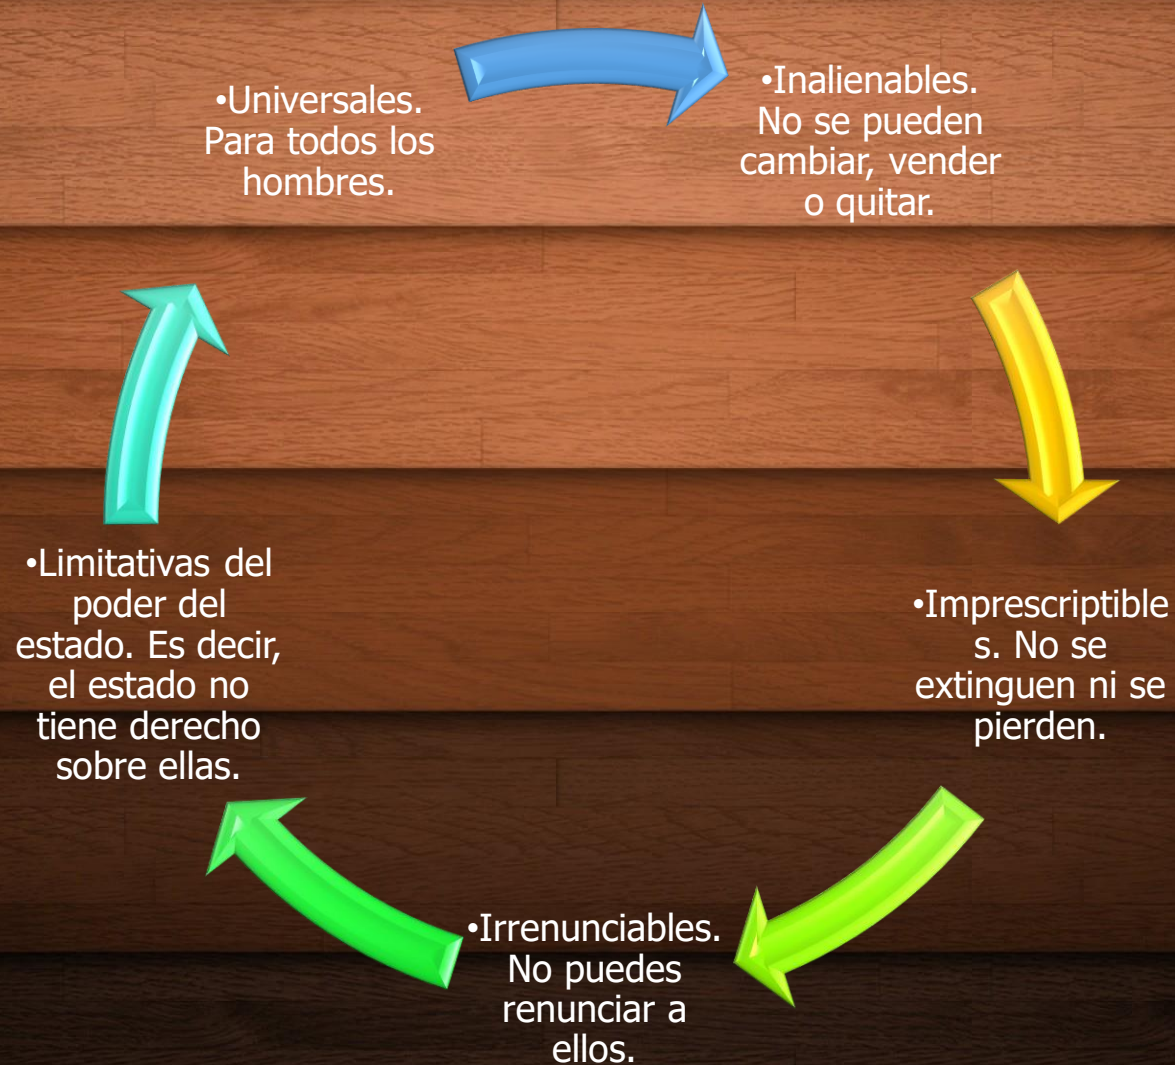 •Universales.
Para todos los
hombres.
•Inalienables.
No se pueden
cambiar, vender
o quitar.
•Imprescriptible
s. No se
extinguen ni se
pierden.
•Irrenunciables.
No puedes
renunciar a
ellos.
•Limitativas del
poder del
estado. Es decir,
el estado no
tiene derecho
sobre ellas.